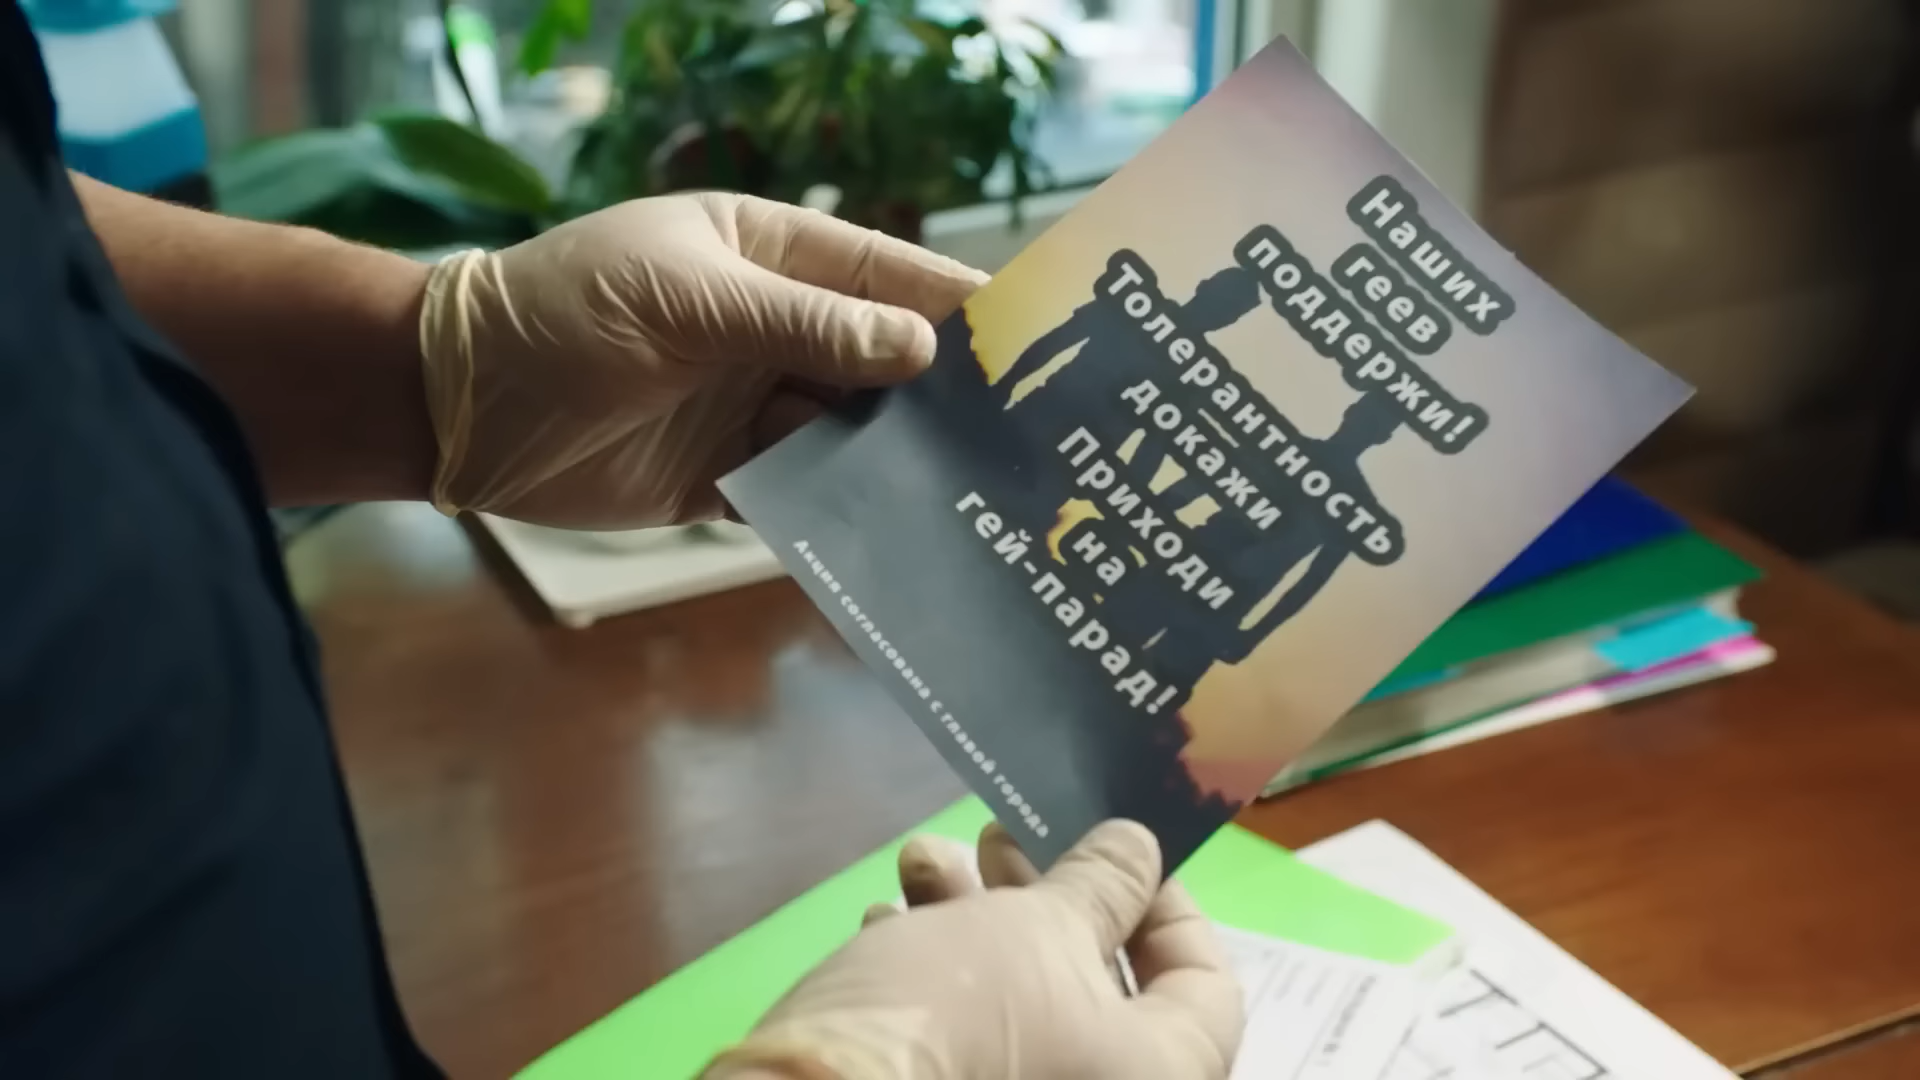 Наших
геев
поддержи!
Толерантность
докажи
Приходи
на
гей-парад!
Акция согласована с главой города